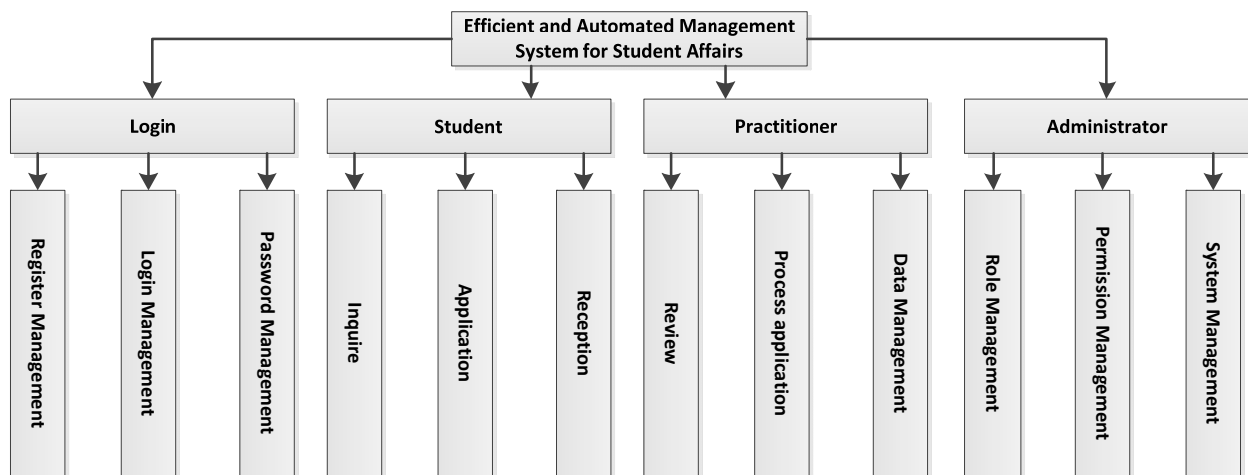 Efficient and Automated Management
System for Student Affairs
Login
Student
Practitioner
Administrator
Register Management
Login Management
Password Management
Inquire
Application
Reception
Review
Process application
Data Management
Role Management
Permission Management
System Management